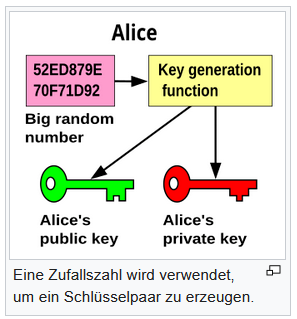 Alice
52ED879E
70F71D92
Key generation
function
Big random
number
Alice's
public key
Alice's
private key
Eine Zufallszahl wird verwendet,
um ein Schlüsselpaar zu erzeugen.